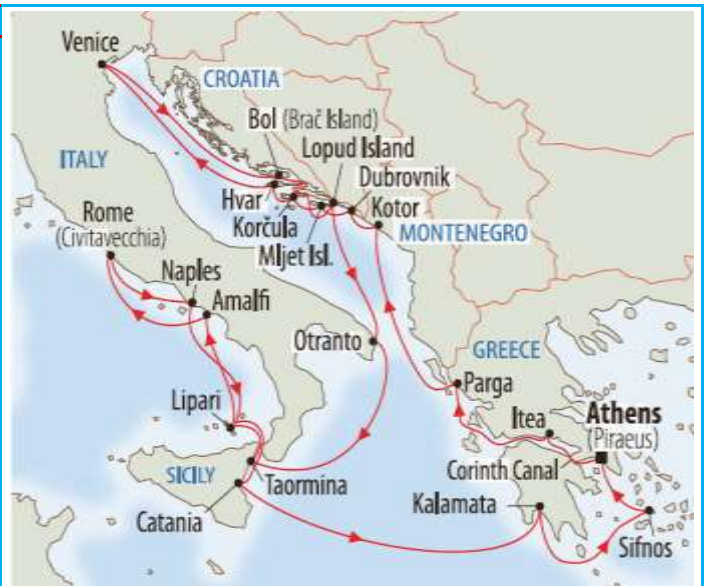 Venice
CROATIA
Bol (Brač Island)
Lopud Island
Dubrovnik
ITALY
Hvar
Kotor
Rome
Korčula
(Civitavecchia)
MONTENEGRO
Mljet Isl.
Naples
Amalfi
Otranto
GREECE
Parga
Lipari
Itea
Athens
(Piraeus)
SICILY
Corinth Canal
Taormina
Kalamata
Catania
Sifnos